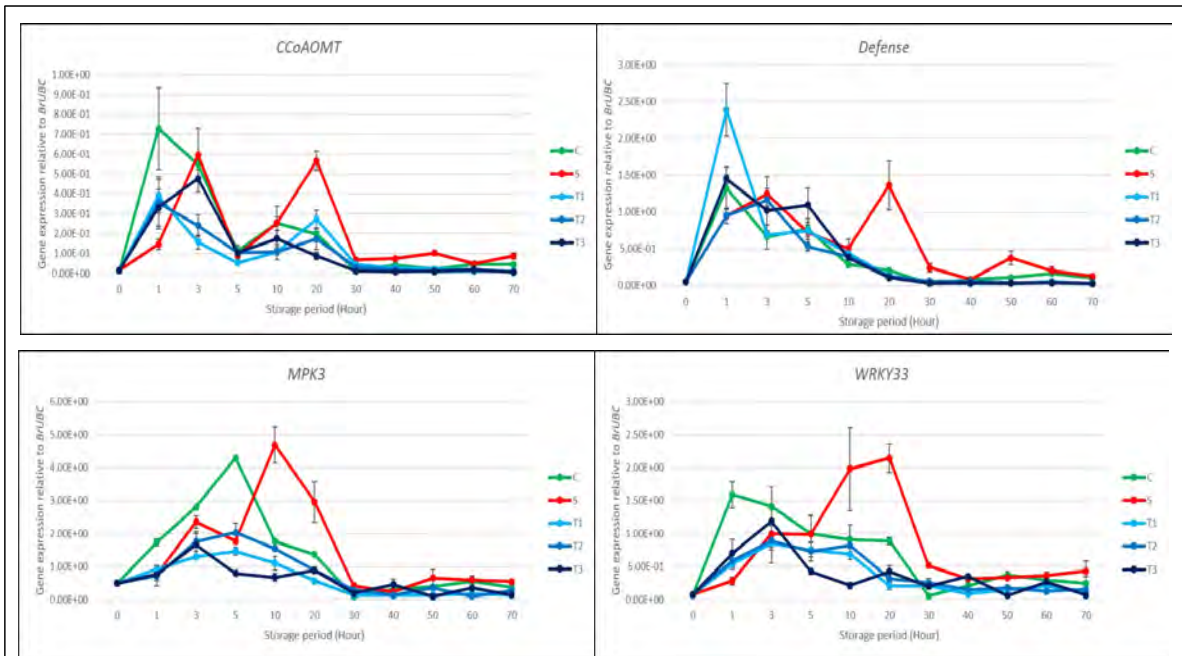 CCoAOMT
Gene expression relative to BrUBC
1.00E+00
9.00E-01
8.00E-01
7.00E-01
6.00E-01
5.00E-01
4.00E-01
3.00E-01
2.00E-01
1.00E-01
0.00E+00
0 1 3 5 10 20 30 40 50 60 70
Storage period (Hour)
C
S
T1
T2
T3
Defense
Gene expression relative to BrUBC
3.00E+00
2.50E+00
2.00E+00
1.50E+00
1.00E+00
5.00E-01
0.00E+00
0 1 3 5 10 20 30 40 50 60 70
Storage period (Hour)
C
S
T1
T2
T3
MPK3
Gene expression relative to BrUBC
6.00E+00
5.00E+00
4.00E+00
3.00E+00
2.00E+00
1.00E+00
0.00E+00
0 1 3 5 10 20 30 40 50 60 70
Storage period (Hour)
C
S
T1
T2
T3
WRKY33
Gene expression relative to BrUBC
3.00E+00
2.50E+00
2.00E+00
1.50E+00
1.00E+00
5.00E-01
0.00E+00
0 1 3 5 10 20 30 40 50 60 70
Storage period (Hour)
C
S
T1
T2
T3